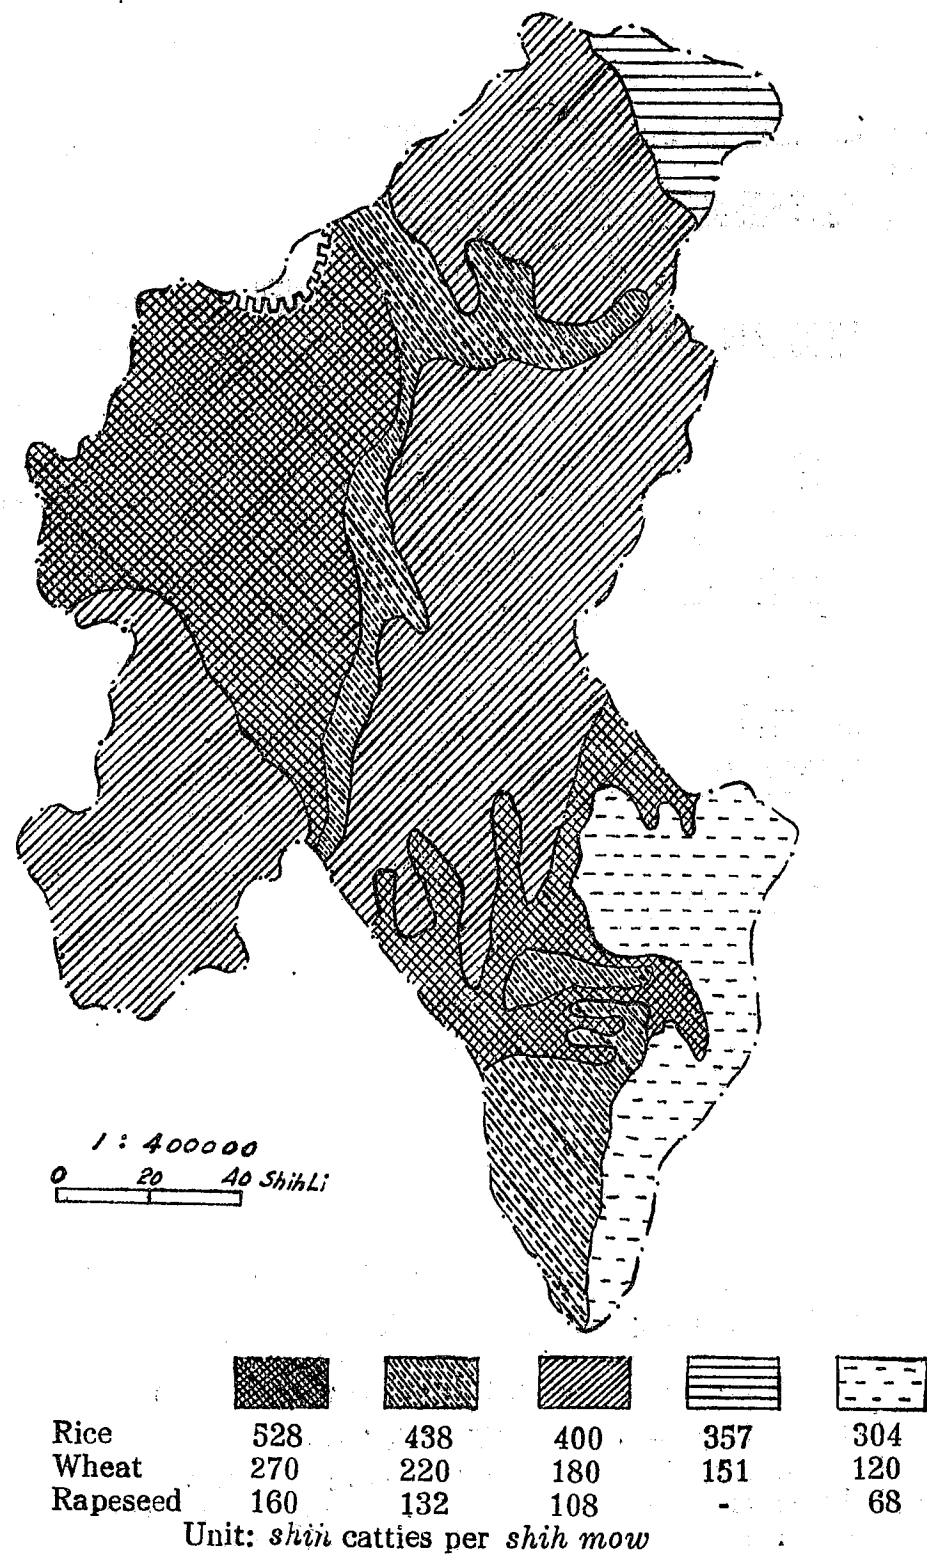 1 : 400000
0 20 40 ShihLi
Rice 528 438 400 357 304
Wheat 270 220 180 151 120
Rapeseed 160 132 108 - 68
Unit: shih catties per shih mow